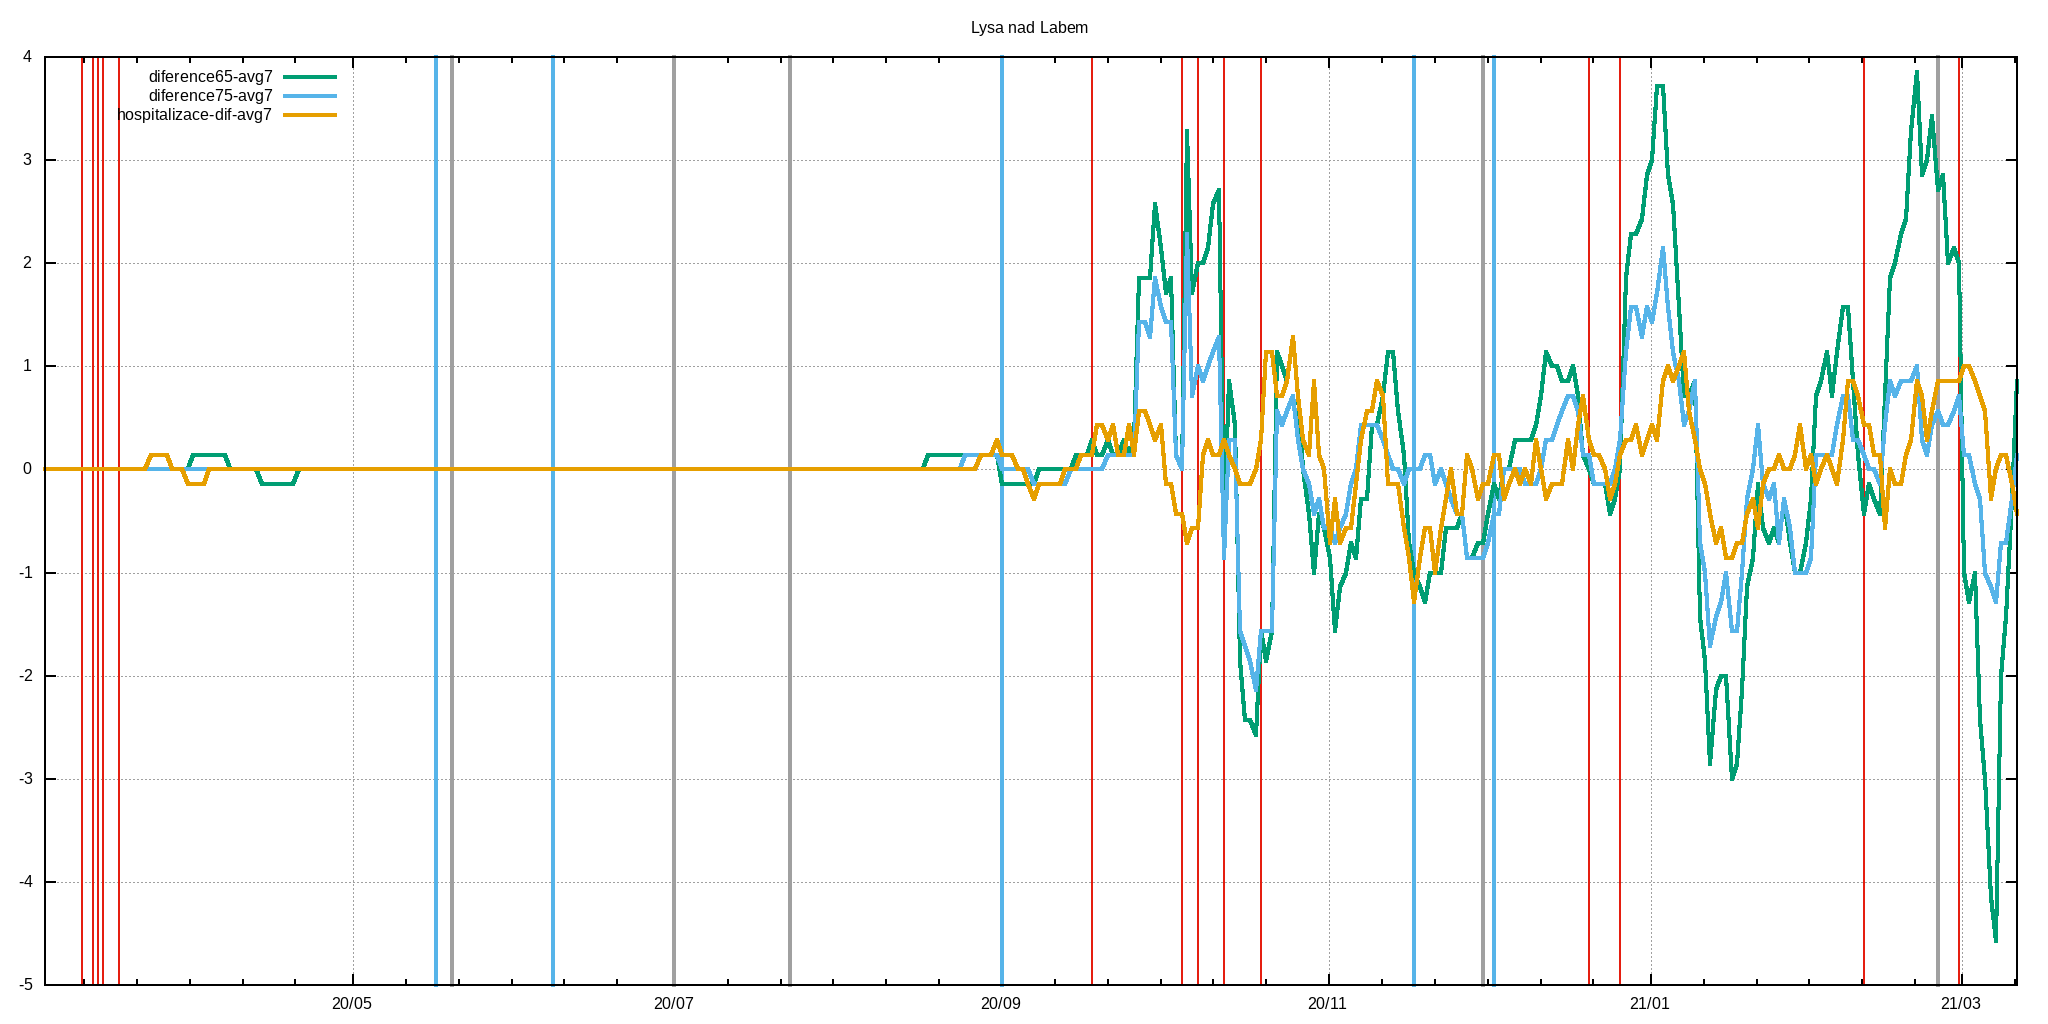 Lysa nad Labem
diference65-avg7
diference75-avg7
hospitalizace-dif-avg7
4
3
2
1
0
-1
-2
-3
-4
-5
20/05 20/07 20/09 20/11 21/01 21/03